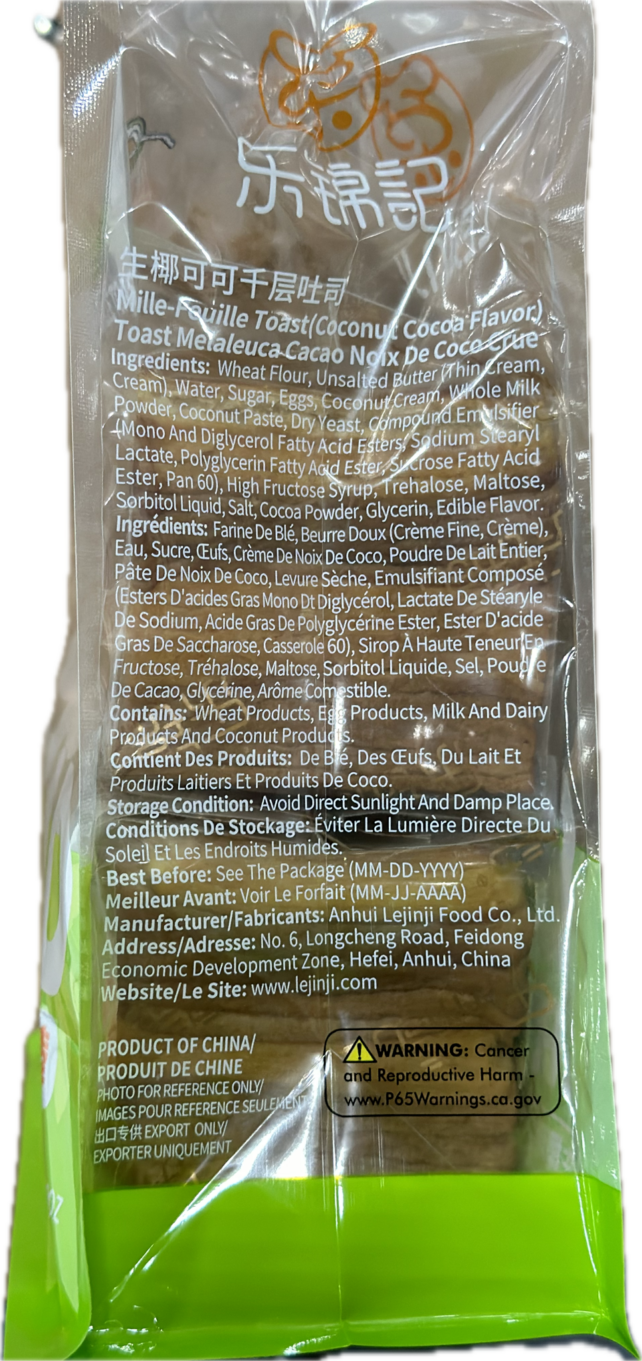 乐锦記
生椰可可千层吐司
Mille-Fouille Toast(Coconut Cocoa Flavor)
Toast Melaleuca Cacao Noix De Coco Crue
Ingredients: Wheat Flour, Unsalted Butter (Thin Cream,
Cream), Water, Sugar, Eggs, Coconut Cream, Whole Milk
Powder, Coconut Paste, Dry Yeast, Compound Emulsifier
(Mono And Diglycerol Fatty Acid Esters, Sodium Stearyl
Lactate, Polyglycerin Fatty Acid Ester, Sucrose Fatty Acid
Ester, Pan 60), High Fructose Syrup, Trehalose, Maltose,
Sorbitol Liquid, Salt, Cocoa Powder, Glycerin, Edible Flavor.
Ingrédients: Farine De Blé, Beurre Doux (Crème Fine, Crème),
Eau, Sucre, Œufs, Crème De Noix De Coco, Poudre De Lait Entier,
Pâte De Noix De Coco, Levure Sèche, Emulsifiant Composé
(Esters D'acides Gras Mono Dt Diglycérol, Lactate De Stéaryle
De Sodium, Acide Gras De Polyglycérine Ester, Ester D'acide
Gras De Saccharose, Casserole 60), Sirop À Haute Teneur En
Fructose, Tréhalose, Maltose, Sorbitol Liquide, Sel, Poudre
De Cacao, Glycérine, Arôme Comestible.
Contains: Wheat Products, Egg Products, Milk And Dairy
Products And Coconut Products.
Contient Des Produits: De Blé, Des Œufs, Du Lait Et
Produits Laitiers Et Produits De Coco.
Storage Condition: Avoid Direct Sunlight And Damp Place.
Conditions De Stockage: Éviter La Lumière Directe Du
Soleil Et Les Endroits Humides.
Best Before: See The Package (MM-DD-YYYY)
Meilleur Avant: Voir Le Forfait (MM-JJ-AAAA)
Manufacturer/Fabricants: Anhui Lejinji Food Co., Ltd.
Address/Adresse: No. 6, Longcheng Road, Feidong
Economic Development Zone, Hefei, Anhui, China
Website/Le Site: www.lejinji.com
PRODUCT OF CHINA/
PRODUIT DE CHINE
PHOTO FOR REFERENCE ONLY/
IMAGES POUR REFERENCE SEULEMENT
出口专供 EXPORT ONLY/
EXPORTER UNIQUEMENT
WARNING: Cancer
and Reproductive Harm -
www.P65Warnings.ca.gov
oz